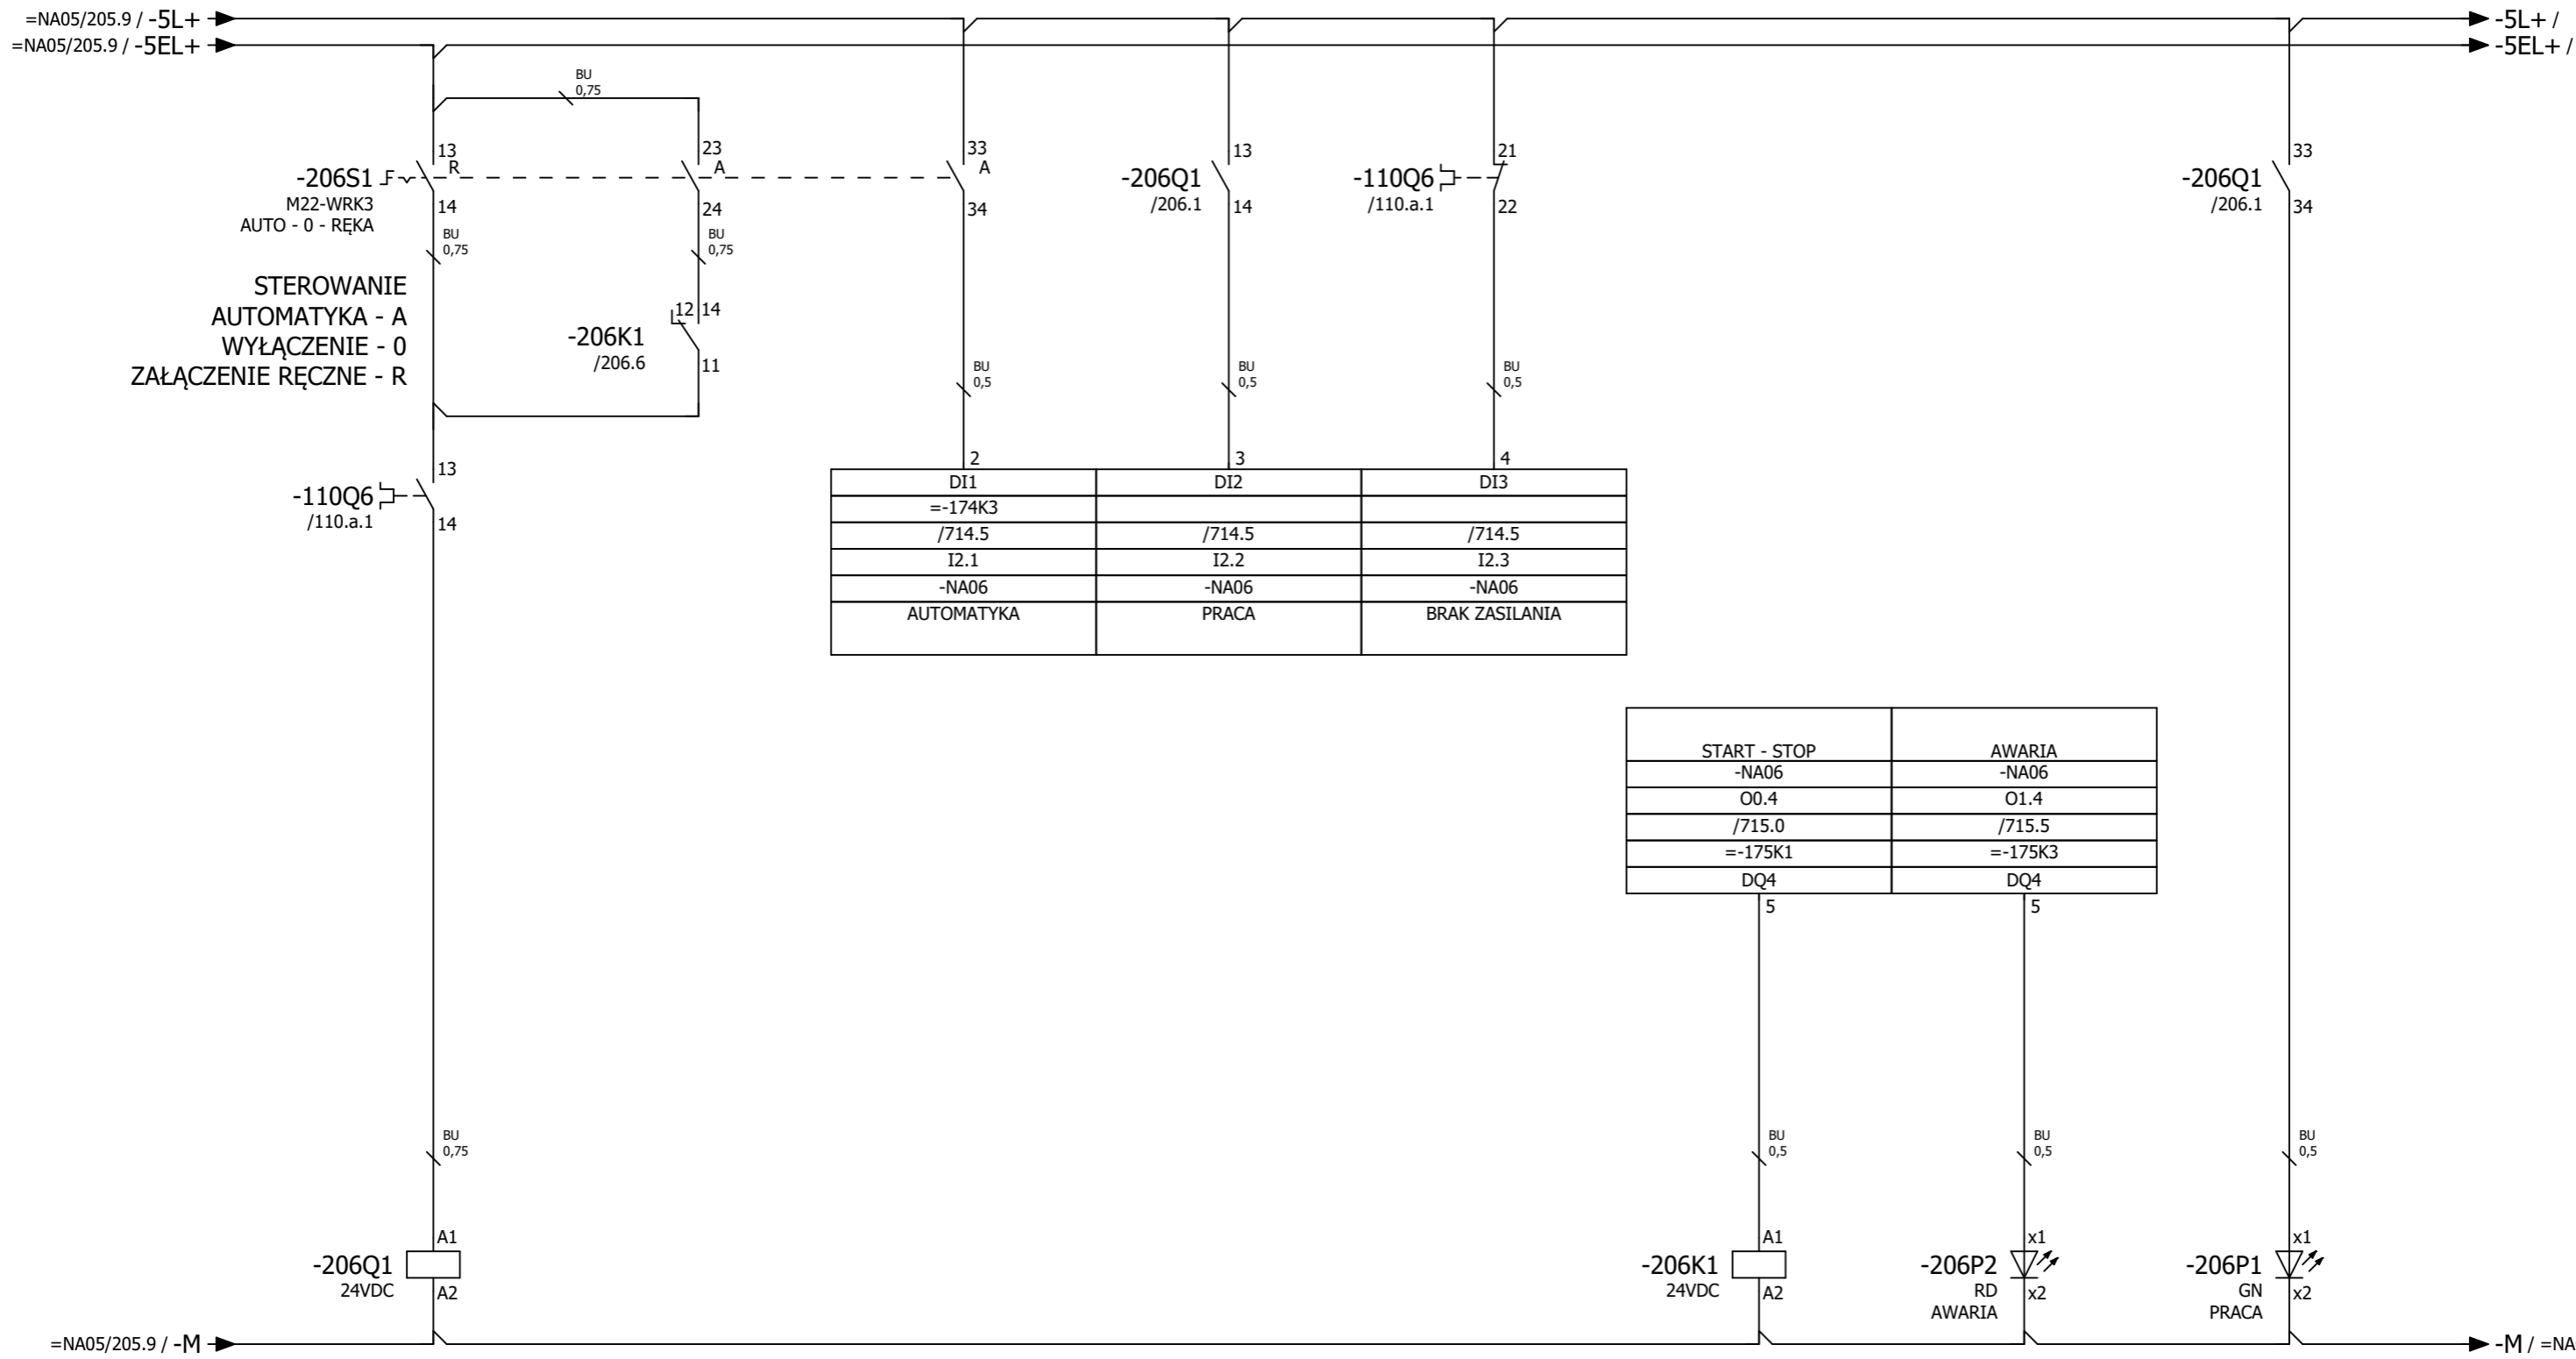 =NA05/205.9 / -5L+
-5L+ /
=NA05/205.9 / -5EL+
-5EL+ /
BU
0,75
13
R
-206S1
M22-WRK3
AUTO - 0 - RĘKA
14
BU
0,75
23
A
24
BU
0,75
33
A
34
13
-206Q1
/206.1
14
21
-110Q6
/110.a.1
22
33
-206Q1
/206.1
34
STEROWANIE
AUTOMATYKA - A
WYŁĄCZENIE - 0
ZAŁĄCZENIE RĘCZNE - R
12 14
-206K1
/206.6
11
BU
0,5
BU
0,5
BU
0,5
13
-110Q6
/110.a.1
14
2 3 4
DI1 DI2 DI3
=-174K3
/714.5 /714.5 /714.5
I2.1 I2.2 I2.3
-NA06 -NA06 -NA06
AUTOMATYKA PRACA BRAK ZASILANIA
START - STOP AWARIA
-NA06 -NA06
O0.4 O1.4
/715.0 /715.5
=-175K1 =-175K3
DQ4 DQ4
5 5
BU
0,75
BU
0,5
BU
0,5
BU
0,5
A1
-206Q1
24VDC
A2
A1
-206K1
24VDC
A2
x1
-206P2
RD
x2
AWARIA
x1
-206P1
GN
x2
PRACA
=NA05/205.9 / -M
-M / =NA